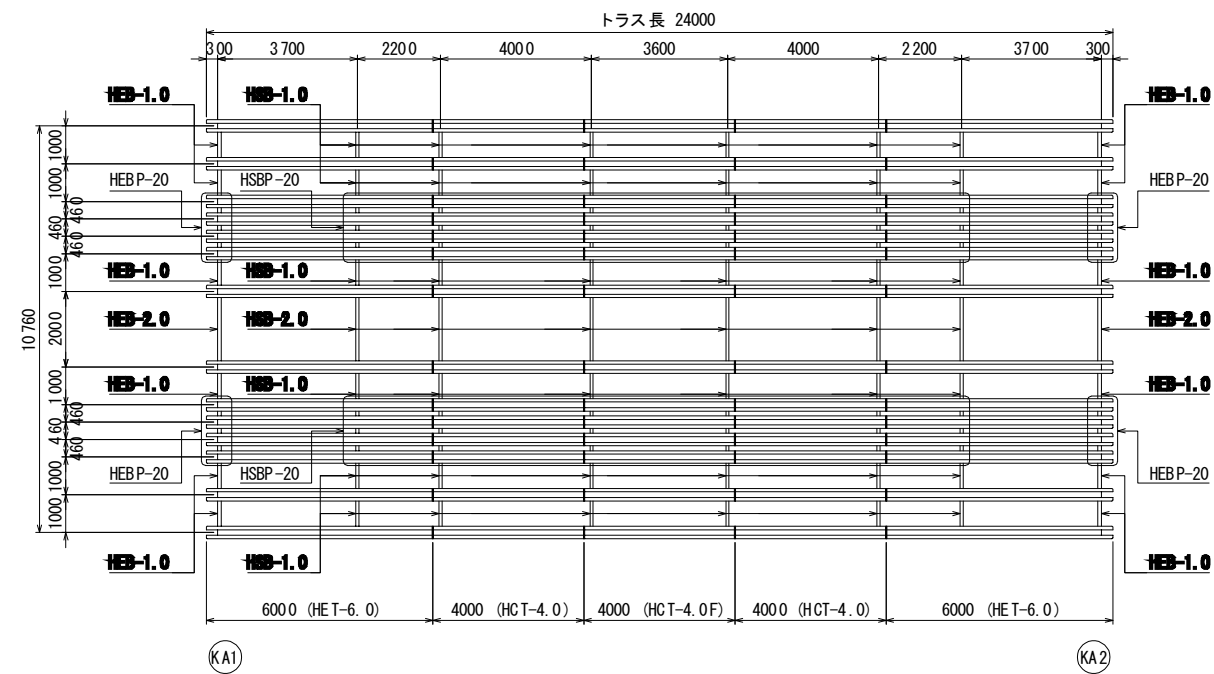 トラス長 24000
300 3700 2200 4000 3600 4000 2200 3700 300
HEB-1.0 HSB-1.0 HEB-1.0
1000
1000
HEBP-20 HSBP-20 HEBP-20
460
460
460
1000
HEB-1.0 HSB-1.0 HEB-1.0
10760
2000
HEB-2.0 HSB-2.0 HEB-2.0
1000
HEB-1.0 HSB-1.0 HEB-1.0
460
460
460
HEBP-20 HSBP-20 HEBP-20
1000
1000
HEB-1.0 HSB-1.0 HEB-1.0
6000 (HET-6.0) 4000 (HCT-4.0) 4000 (HCT-4.0F) 4000 (HCT-4.0) 6000 (HET-6.0)
KA1 KA2